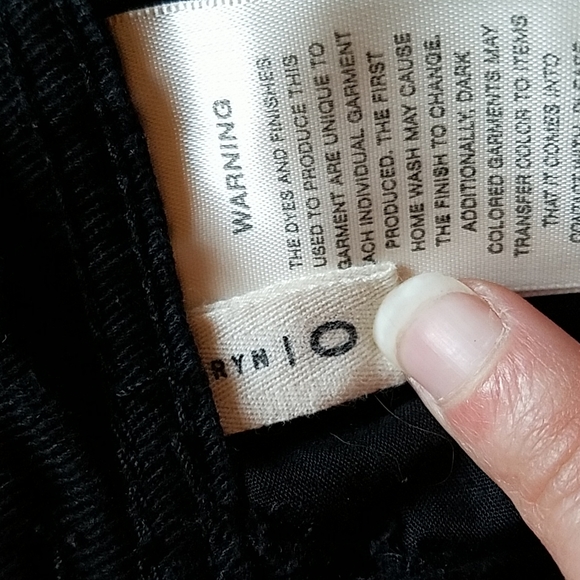 WARNING
THE DYES AND FINISHES
USED TO PRODUCE THIS
GARMENT ARE UNIQUE TO
EACH INDIVIDUAL GARMENT
PRODUCED. THE FIRST
HOME WASH MAY CAUSE
THE FINISH TO CHANGE.
ADDITIONALLY, DARK
COLORED GARMENTS MAY
TRANSFER COLOR TO ITEMS
THAT IT COMES INTO
RYN | O